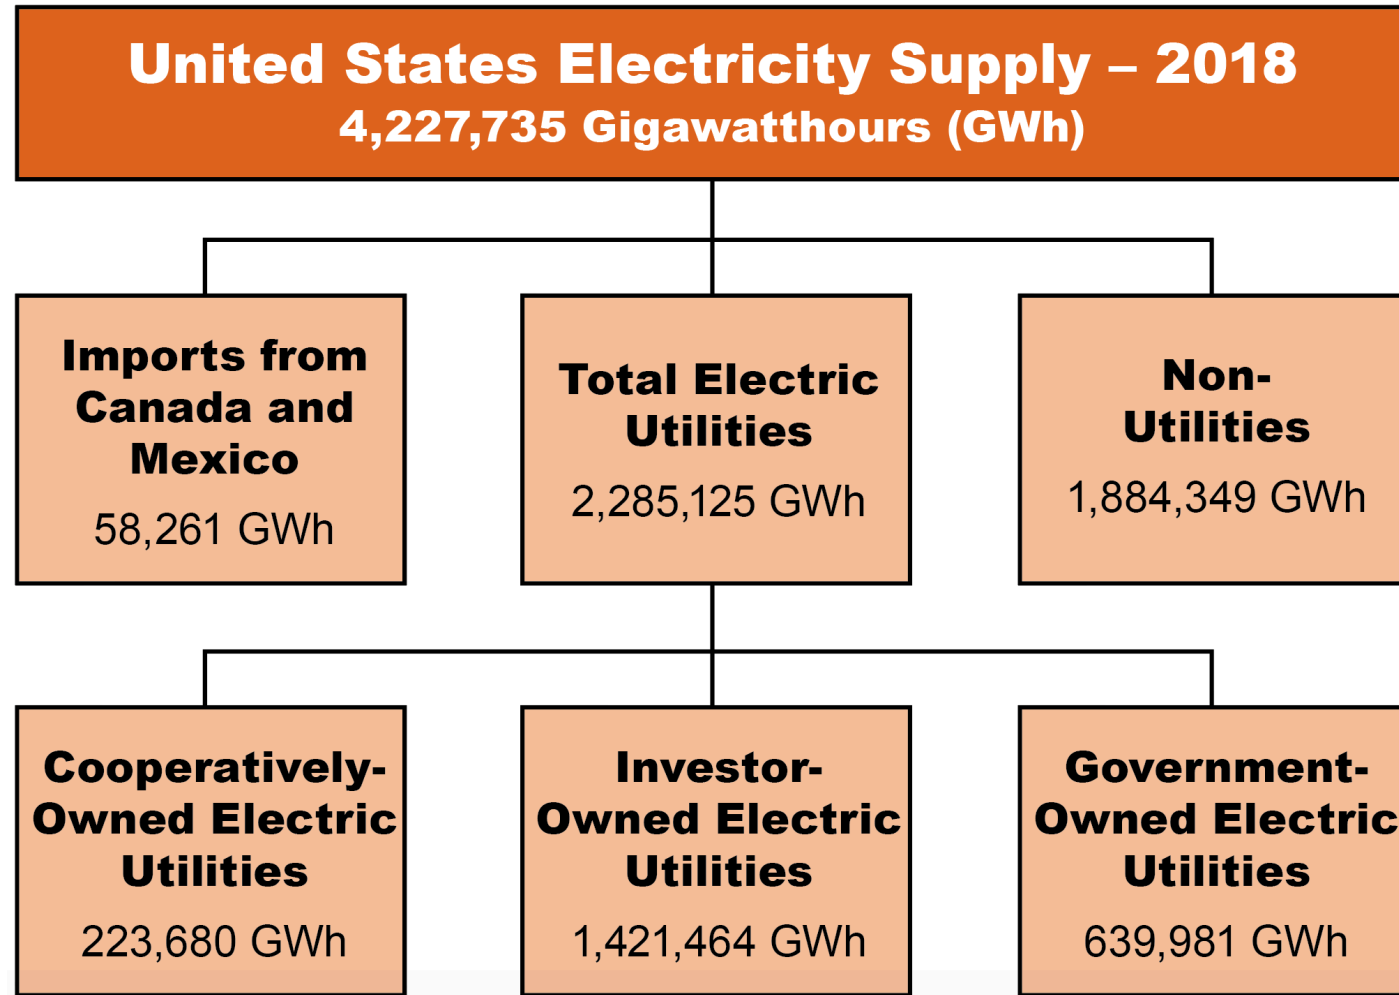 United States Electricity Supply – 2018
4,227,735 Gigawatthours (GWh)
Imports from
Canada and
Mexico
58,261 GWh
Total Electric
Utilities
2,285,125 GWh
Non-
Utilities
1,884,349 GWh
Cooperatively-
Owned Electric
Utilities
223,680 GWh
Investor-
Owned Electric
Utilities
1,421,464 GWh
Government-
Owned Electric
Utilities
639,981 GWh